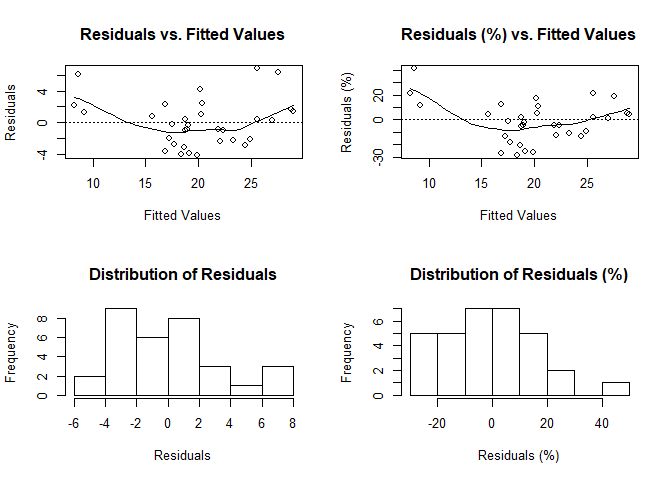 Residuals vs. Fitted Values
Residuals
4
0
-4
10 15 20 25
Fitted Values
Residuals (%) vs. Fitted Values
Residuals (%)
20
0
-30
10 15 20 25
Fitted Values
Distribution of Residuals
Frequency
8
6
4
2
0
-6 -4 -2 0 2 4 6 8
Residuals
Distribution of Residuals (%)
Frequency
6
4
2
0
-20 0 20 40
Residuals (%)